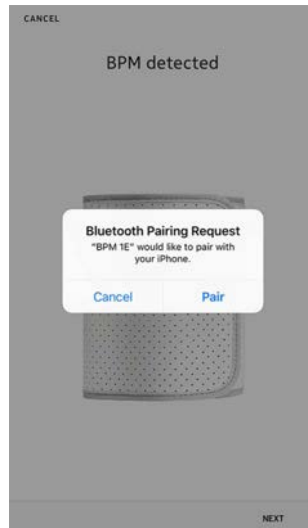 CANCEL
BPM detected
Bluetooth Pairing Request
"BPM 1E" would like to pair with
your iPhone.
Cancel
Pair
NEXT